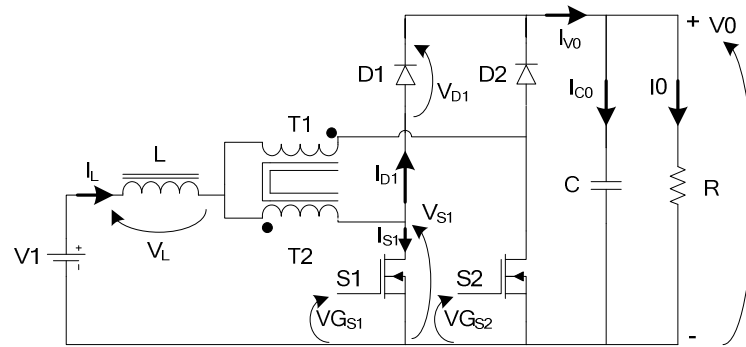 + V0
I_V0
D1
D2
V_D1
I_C0
I0
T1
I_L
L
I_D1
C
R
V_L
V_S1
I_S1
V1
+
-
T2
S1
S2
VG_S1
VG_S2
-